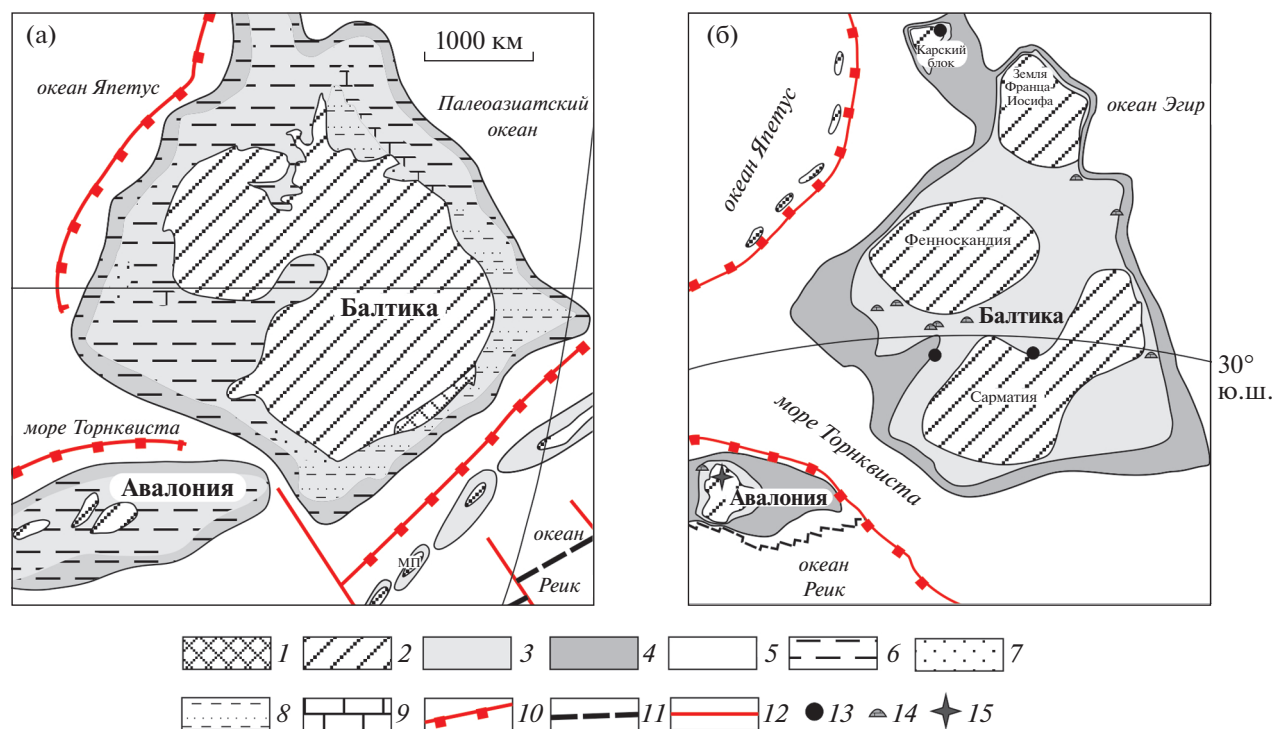 (а)
1000 км
океан Япетус
Палеоазиатский
океан
Балтика
море Торнквиста
Авалония
МП
океан
Реик
(б)
Карский
блок
Земля
Франца-
Иосифа
океан Эгир
океан Япетус
Фенноскандия
Балтика
30°
ю.ш.
Сарматия
море Торнквиста
Авалония
океан
Реик
1 2 3 4 5 6 7
8 9 10 11 12 13 14 15